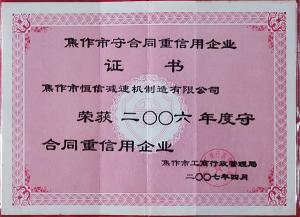 焦作市守合同重信用企业
证 书
焦作市恒信减速机制造有限公司
荣获 二〇〇六 年度守
合同重信用企业
焦作市工商行政管理局
二〇〇七年四月